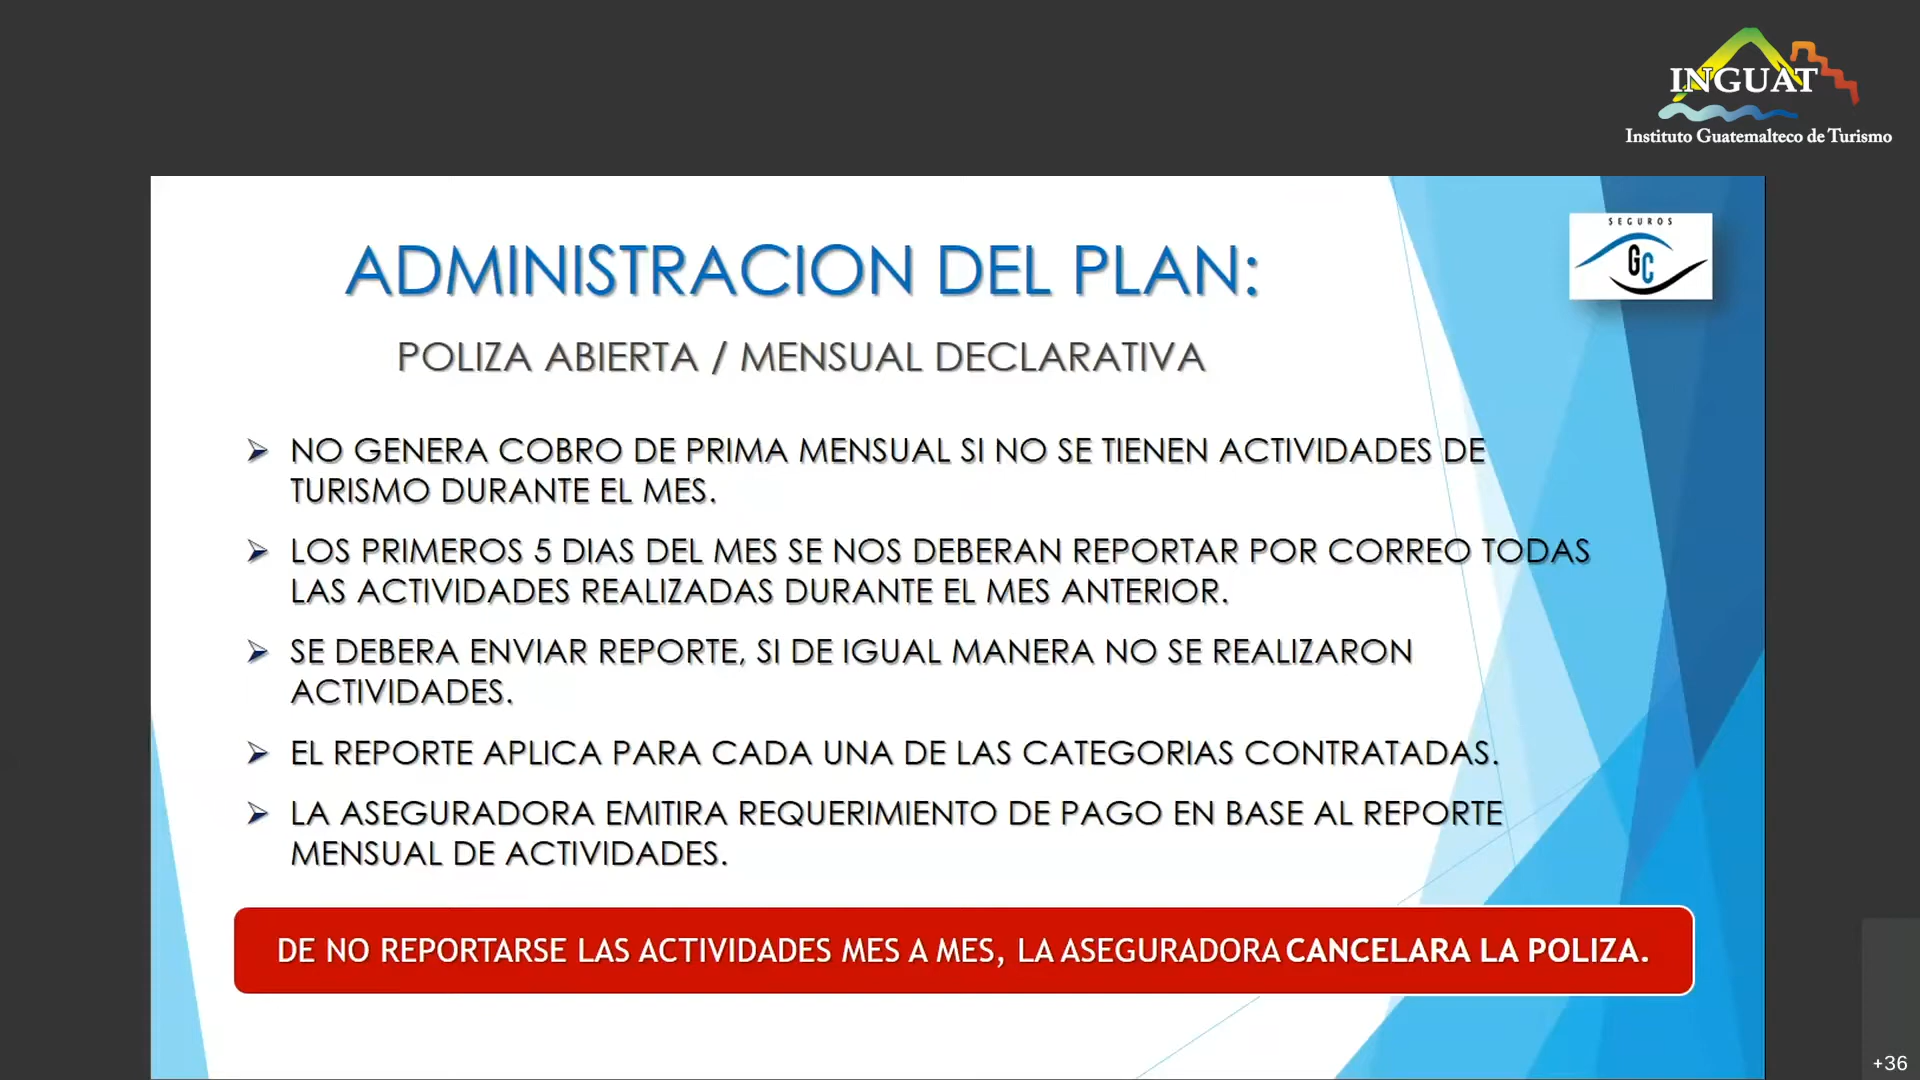 INGUAT
Instituto Guatemalteco de Turismo
SEGUROS
GC
ADMINISTRACION DEL PLAN:
POLIZA ABIERTA / MENSUAL DECLARATIVA
NO GENERA COBRO DE PRIMA MENSUAL SI NO SE TIENEN ACTIVIDADES DE
TURISMO DURANTE EL MES.
LOS PRIMEROS 5 DIAS DEL MES SE NOS DEBERAN REPORTAR POR CORREO TODAS
LAS ACTIVIDADES REALIZADAS DURANTE EL MES ANTERIOR.
SE DEBERA ENVIAR REPORTE, SI DE IGUAL MANERA NO SE REALIZARON
ACTIVIDADES.
EL REPORTE APLICA PARA CADA UNA DE LAS CATEGORIAS CONTRATADAS.
LA ASEGURADORA EMITIRA REQUERIMIENTO DE PAGO EN BASE AL REPORTE
MENSUAL DE ACTIVIDADES.
DE NO REPORTARSE LAS ACTIVIDADES MES A MES, LA ASEGURADORA CANCELARA LA POLIZA.
+36